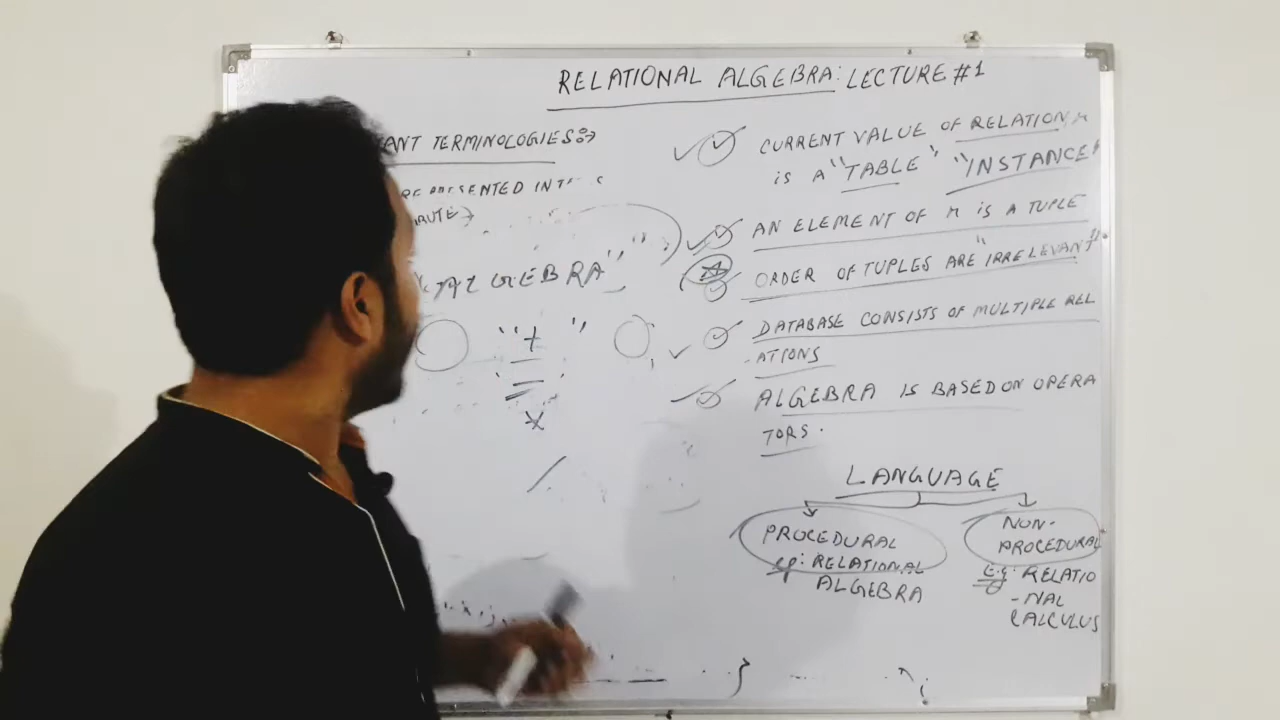 RELATIONAL ALGEBRA: LECTURE #1
ANT TERMINOLOGIES:→
"ALGEBRA"
"+"
=
*
/
CURRENT VALUE OF RELATION r
is A "TABLE" "INSTANCE"
AN ELEMENT OF r is A TUPLE
ORDER OF TUPLES ARE "IRRELEVANT"
DATABASE CONSISTS OF MULTIPLE REL
-ATIONS
ALGEBRA IS BASED ON OPERA
TORS.
LANGUAGE
PROCEDURAL
eg: RELATIONAL
ALGEBRA
NON-
PROCEDURAL
E.g: RELATIO
-NAL
CALCULUS